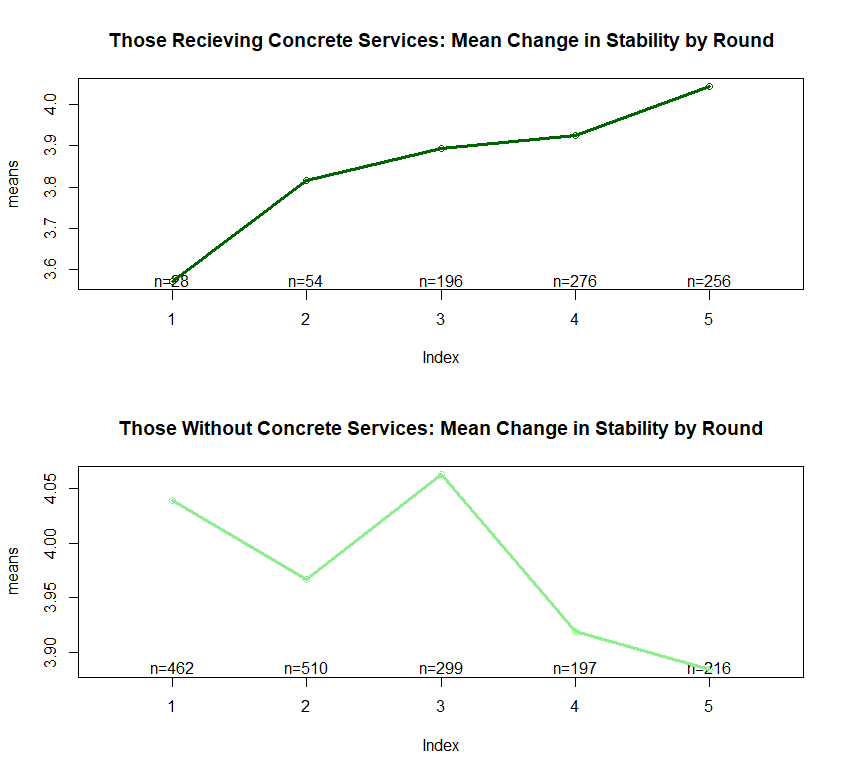 Those Recieving Concrete Services: Mean Change in Stability by Round
means
4.0
3.9
3.8
3.7
3.6
n=28 n=54 n=196 n=276 n=256
1 2 3 4 5
Index
Those Without Concrete Services: Mean Change in Stability by Round
means
4.05
4.00
3.95
3.90
n=462 n=510 n=299 n=197 n=216
1 2 3 4 5
Index